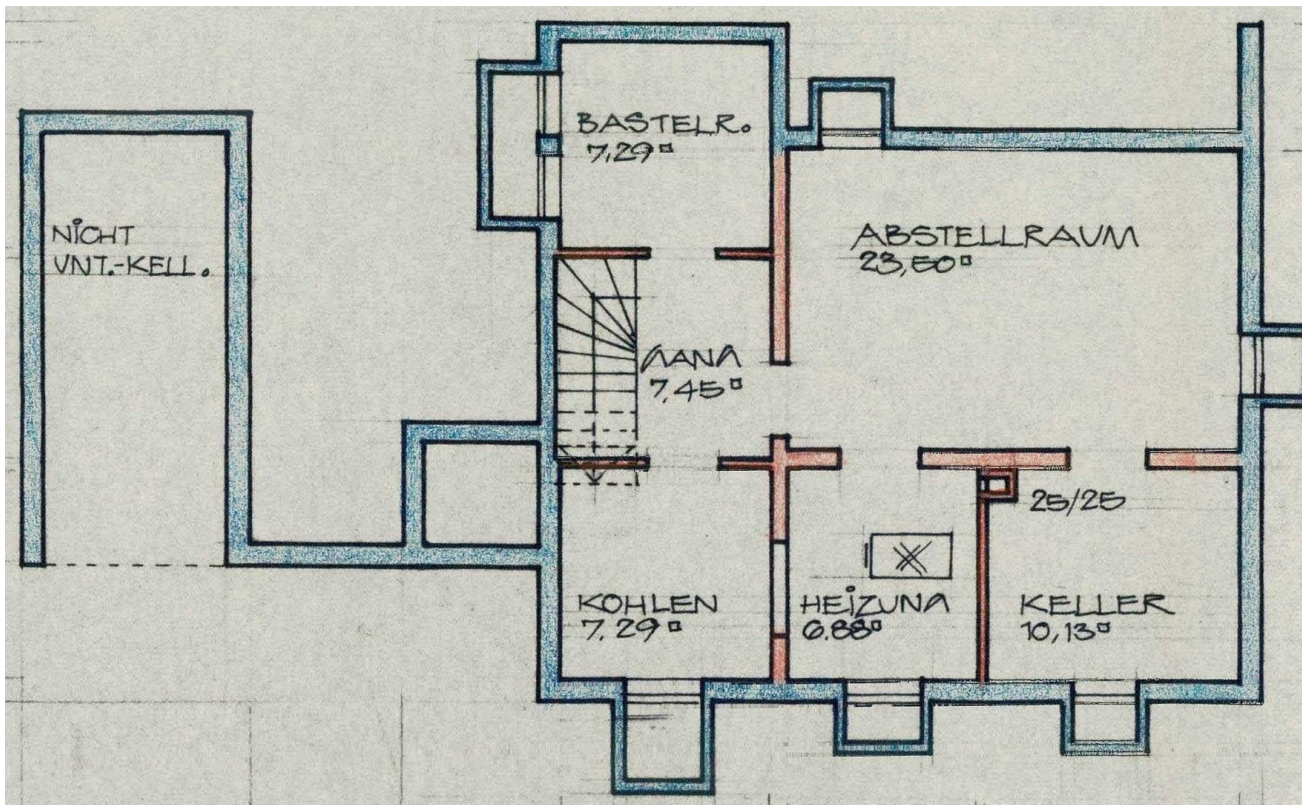 BASTELR.
7,29□
NiCHT
UNT.-KELL.
ABSTELLRAUM
23,50□
GANG
7,45□
25/25
KOHLEN
7,29□
HEiZUNG
6,88□
KELLER
10,13□